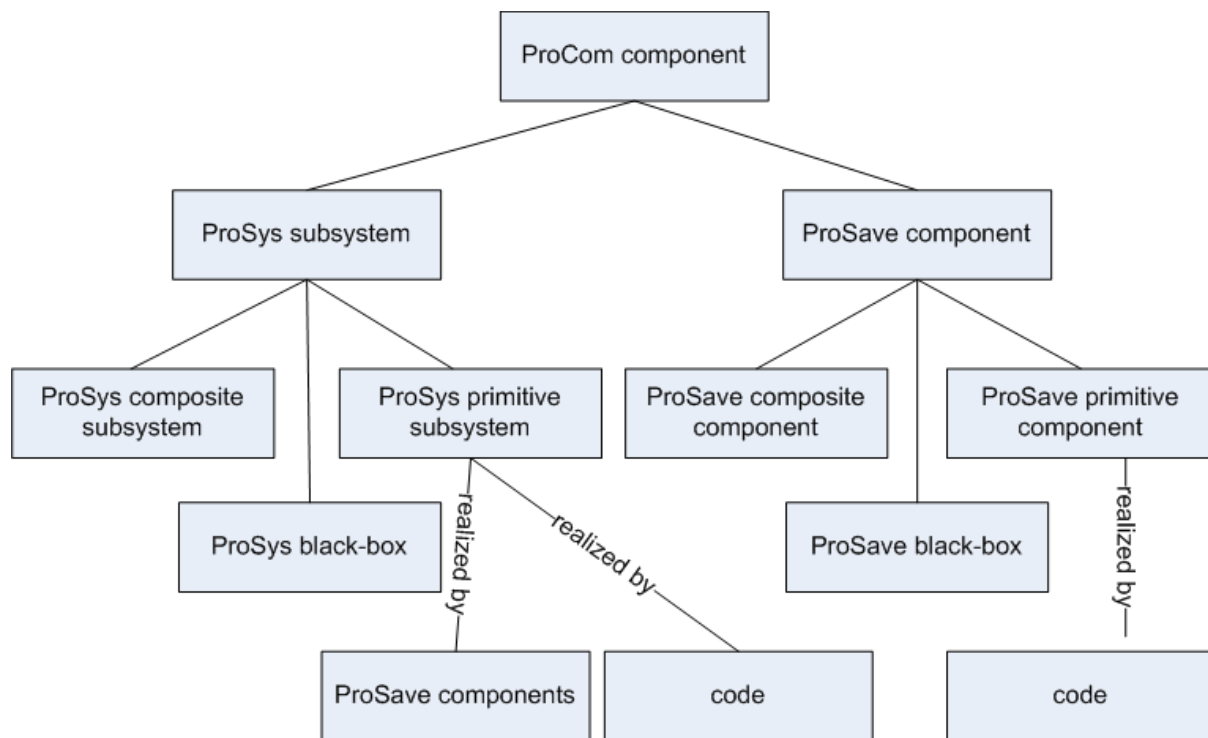 ProCom component
ProSys subsystem
ProSave component
ProSys composite
subsystem
ProSys primitive
subsystem
ProSave composite
component
ProSave primitive
component
ProSys black-box
ProSave black-box
realized by
realized by
realized by
ProSave components
code
code